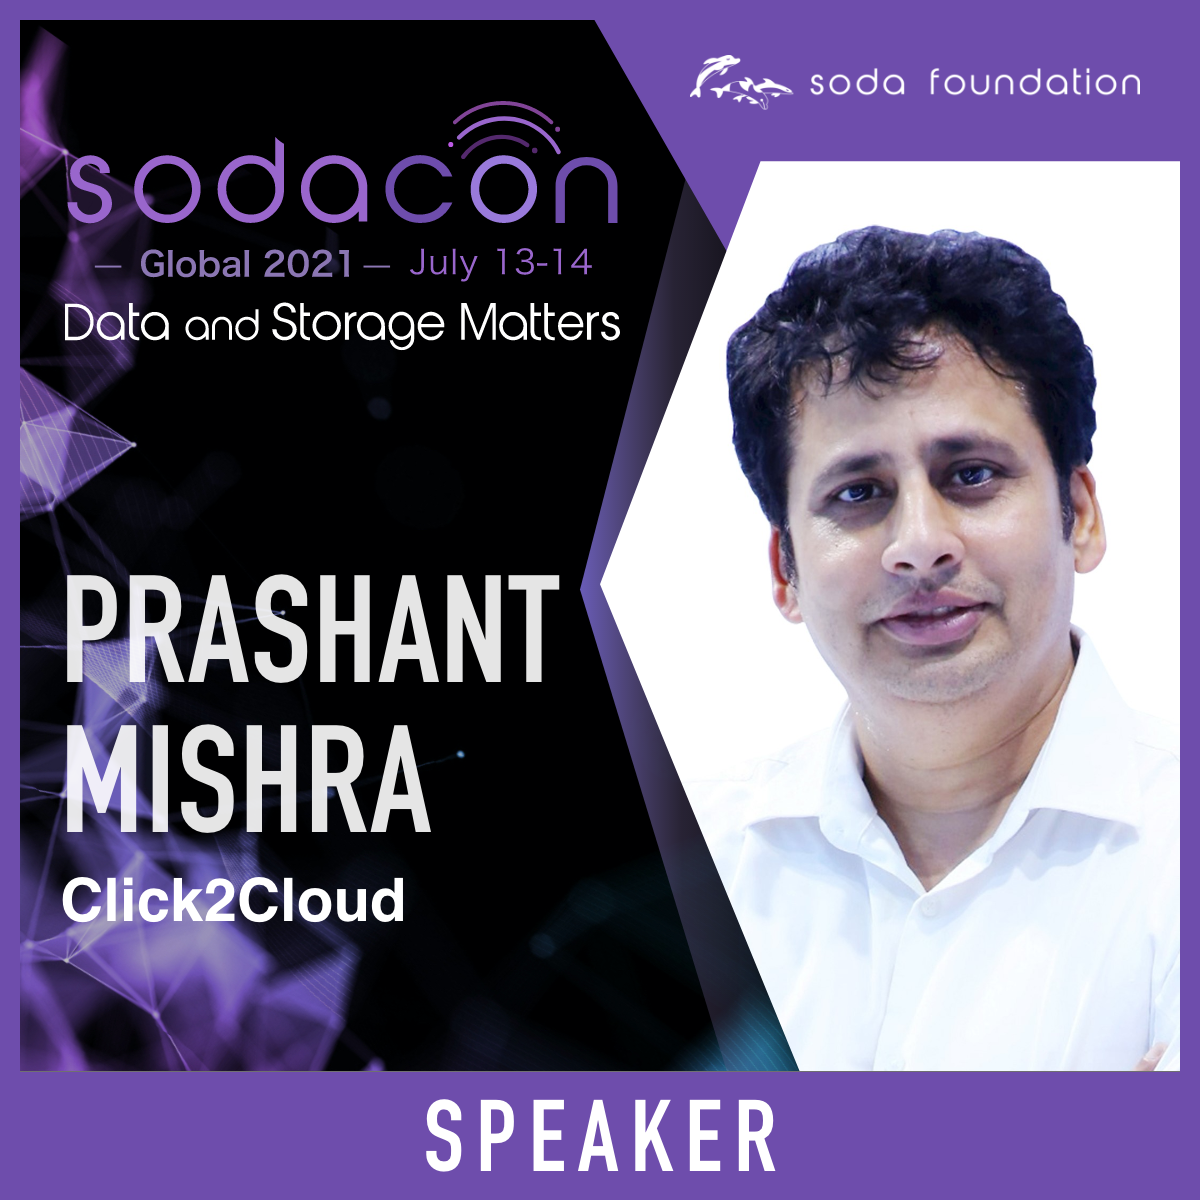 soda foundation
sodacon
— Global 2021 — July 13-14
Data and Storage Matters
PRASHANT
MISHRA
Click2Cloud
SPEAKER